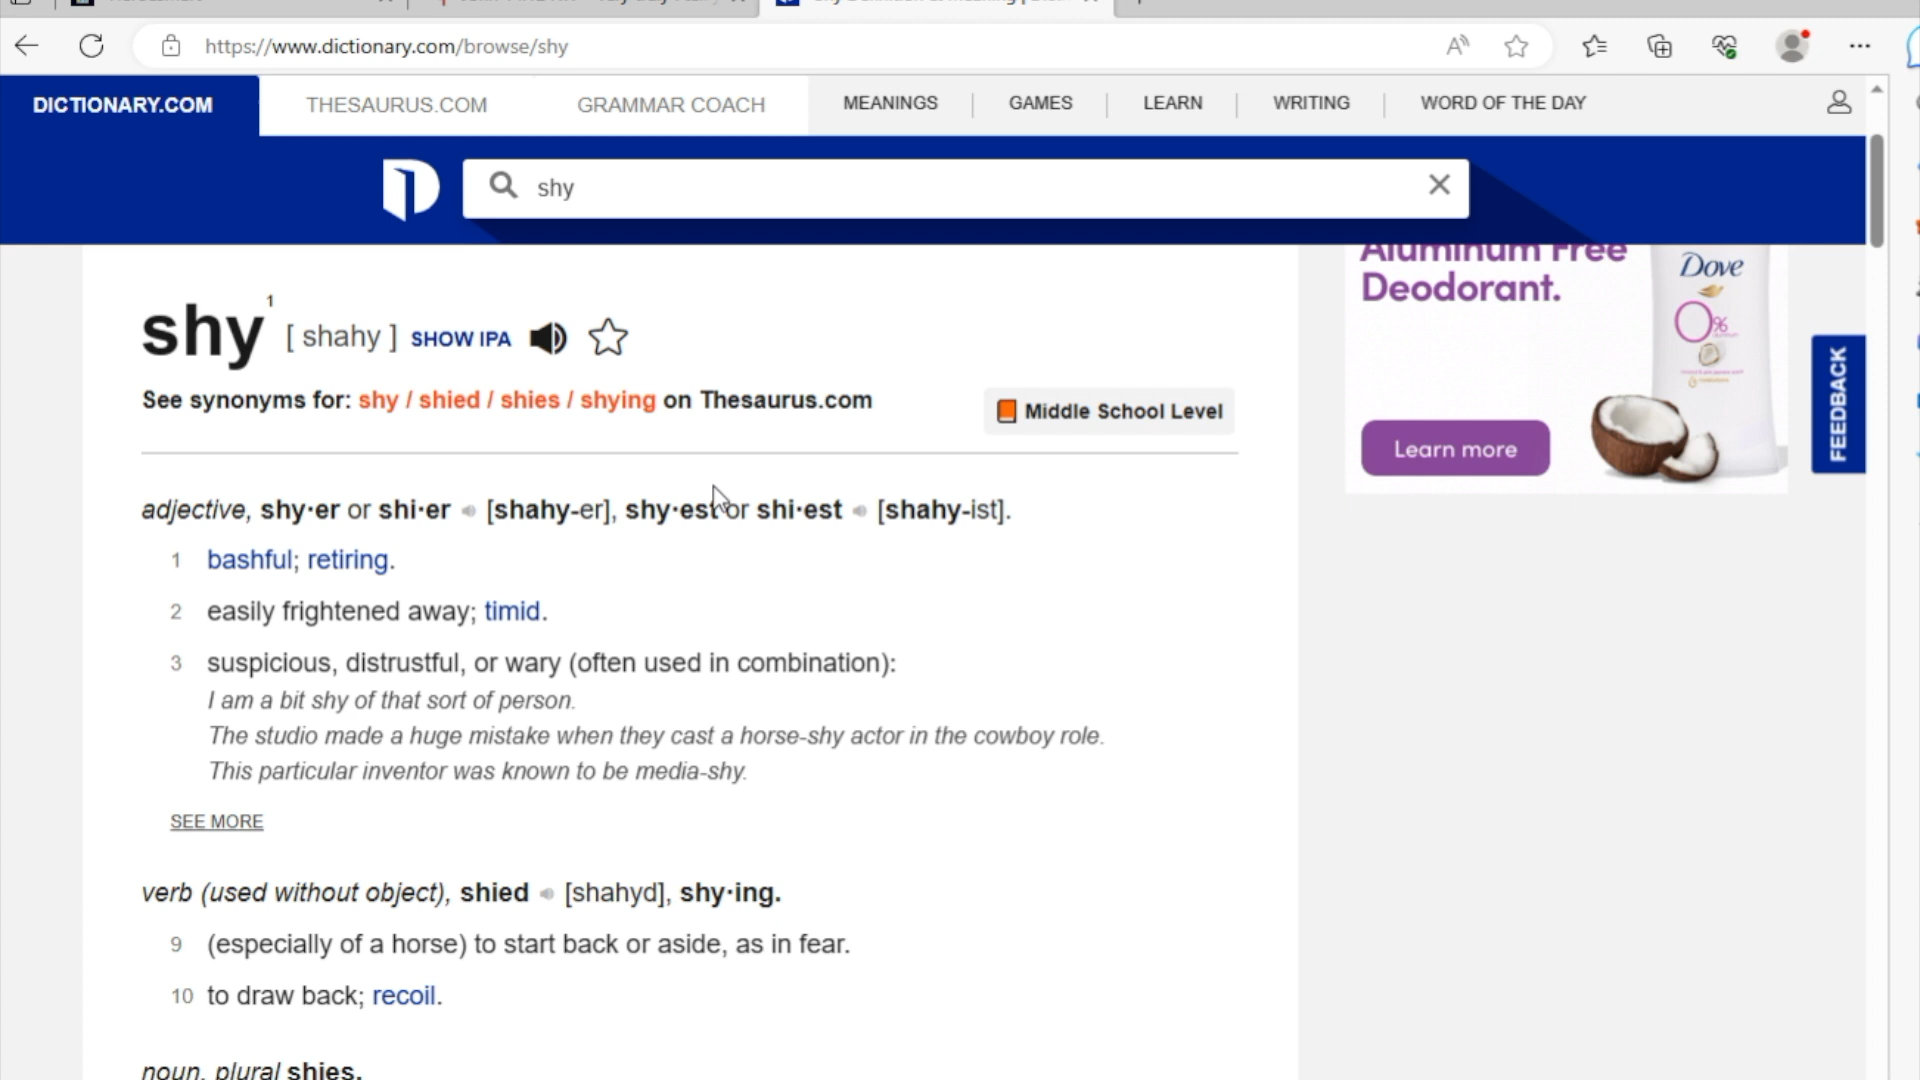 https://www.dictionary.com/browse/shy
DICTIONARY.COM THESAURUS.COM GRAMMAR COACH MEANINGS GAMES LEARN WRITING WORD OF THE DAY
shy
Aluminum Free
Deodorant.
Dove
0%
Learn more
FEEDBACK
shy 1 [ shahy ] SHOW IPA
See synonyms for: shy / shied / shies / shying on Thesaurus.com
Middle School Level
adjective, shy·er or shi·er [shahy-er], shy·est or shi·est [shahy-ist].
1 bashful; retiring.
2 easily frightened away; timid.
3 suspicious, distrustful, or wary (often used in combination):
I am a bit shy of that sort of person.
The studio made a huge mistake when they cast a horse-shy actor in the cowboy role.
This particular inventor was known to be media-shy.
SEE MORE
verb (used without object), shied [shahyd], shy·ing.
9 (especially of a horse) to start back or aside, as in fear.
10 to draw back; recoil.
noun, plural shies.